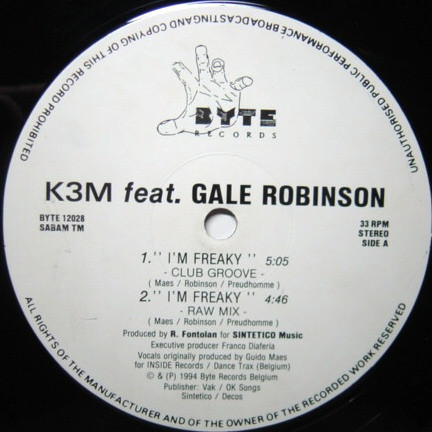 UNAUTHORISED PUBLIC PERFORMANCE BROADCASTING AND COPYING OF THIS RECORD PROHIBITED
BYTE
RECORDS
K3M feat. GALE ROBINSON
BYTE 12028
SABAM TM
33 RPM
STEREO
SIDE A
1." I'M FREAKY " 5:05
- CLUB GROOVE -
( Maes / Robinson / Preudhomme )
2." I'M FREAKY " 4:46
- RAW MIX -
( Maes / Robinson / Preudhomme )
Produced by R. Fontolan for SINTETICO Music
Executive producer Franco Diaferia
Vocals originally produced by Guido Maes
for INSIDE Records / Dance Trax (Belgium)
© & (P) 1994 Byte Records Belgium
Publisher: Vak / OK Songs
Sintetico / Decos
ALL RIGHTS OF THE MANUFACTURER AND OF THE OWNER OF THE RECORDED WORK RESERVED